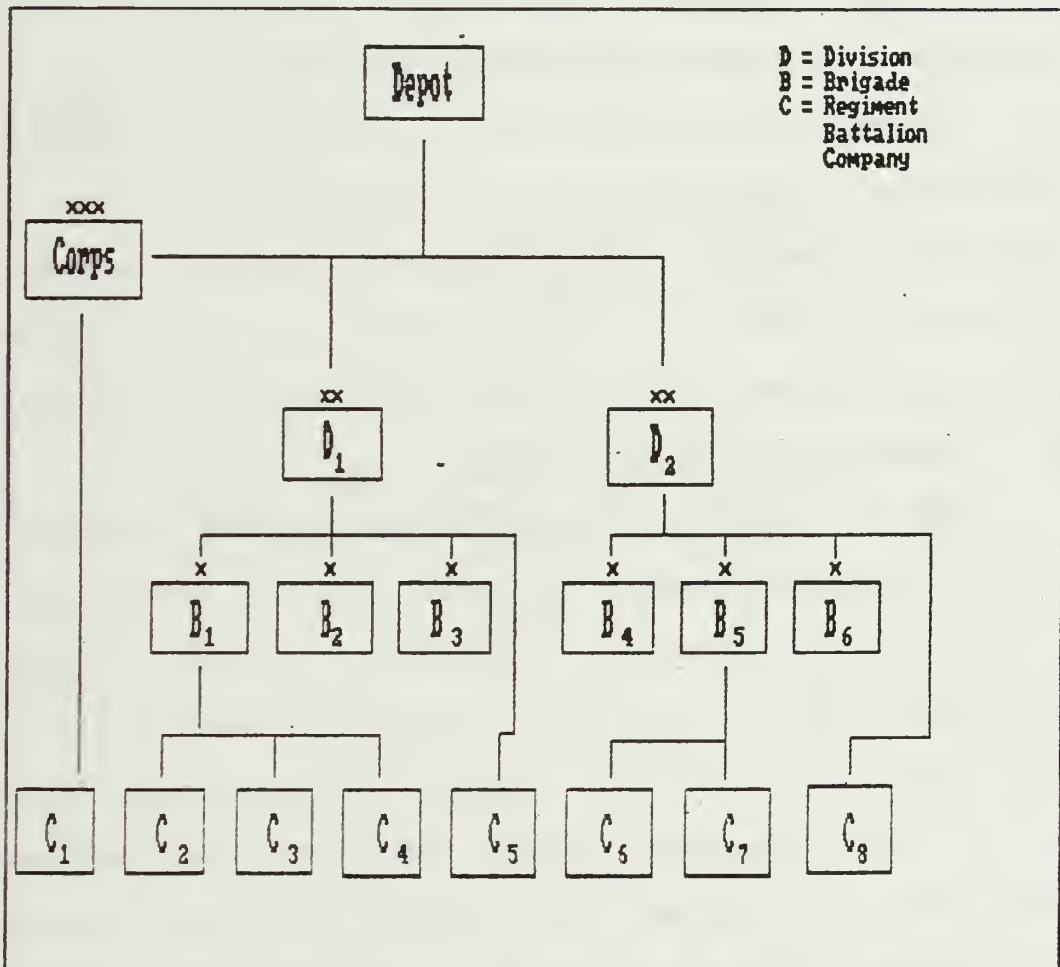 Depot
D = Division
B = Brigade
C = Regiment
Battalion
Company
xxx
Corps
xx xx
D₁ D₂
x x x x x x
B₁ B₂ B₃ B₄ B₅ B₆
C₁ C₂ C₃ C₄ C₅ C₆ C₇ C₈